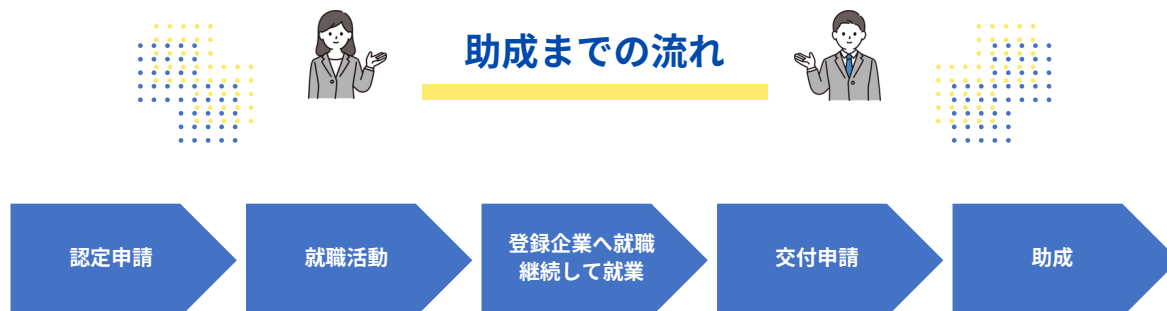 助成までの流れ
認定申請
就職活動
登録企業へ就職
継続して就業
交付申請
助成